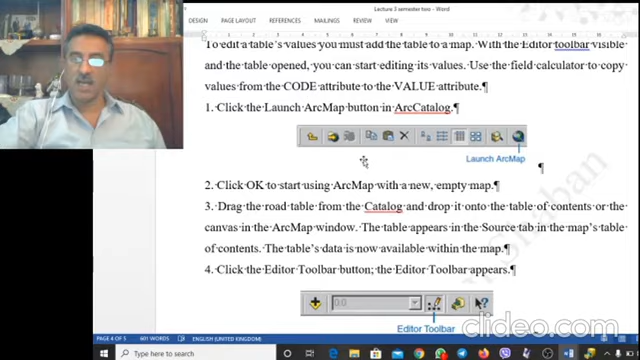 Lecture 3 semester two - Word
DESIGN PAGE LAYOUT REFERENCES MAILINGS REVIEW VIEW
To edit a table's values you must add the table to a map. With the Editor toolbar visible
and the table opened, you can start editing its values. Use the field calculator to copy
values from the CODE attribute to the VALUE attribute.¶
1. Click the Launch ArcMap button in ArcCatalog.¶
Launch ArcMap
¶
2. Click OK to start using ArcMap with a new, empty map.¶
3. Drag the road table from the Catalog and drop it onto the table of contents or the
canvas in the ArcMap window. The table appears in the Source tab in the map's table
of contents. The table's data is now available within the map.¶
4. Click the Editor Toolbar button; the Editor Toolbar appears.¶
Editor Toolbar
clideo.com
PAGE 4 OF 5 601 WORDS ENGLISH (UNITED KINGDOM)
Type here to search